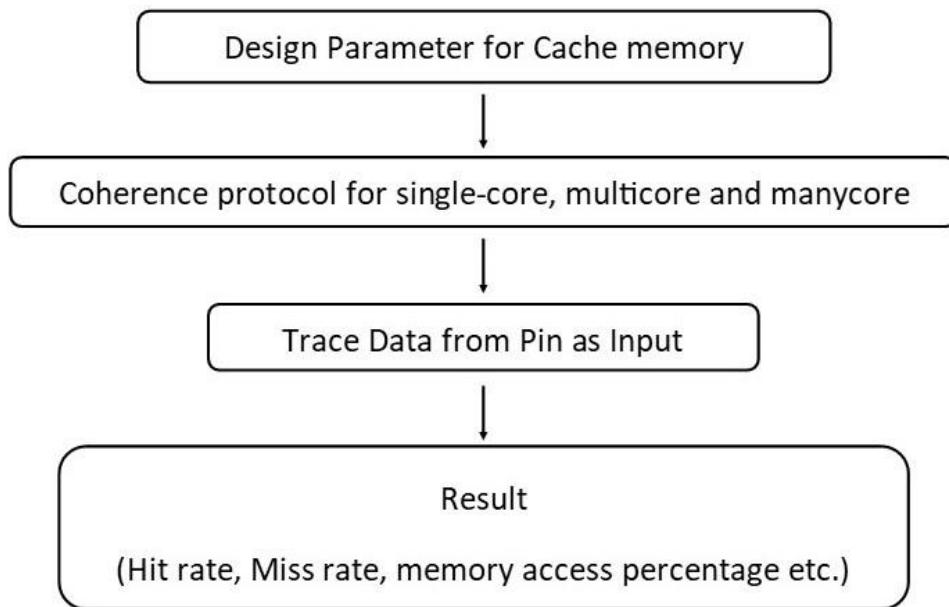 Design Parameter for Cache memory
Coherence protocol for single-core, multicore and manycore
Trace Data from Pin as Input
Result
(Hit rate, Miss rate, memory access percentage etc.)